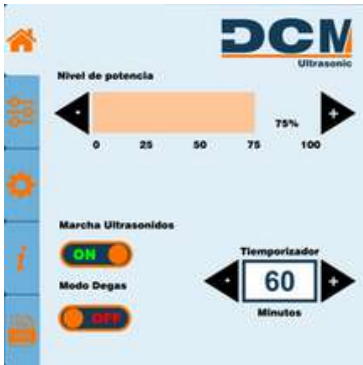 DCM
Ultrasonic
Nivel de potencia
75%
0 25 50 75 100
Marcha Ultrasonidos
ON
Tiemporizador
60
Minutos
Modo Degas
OFF